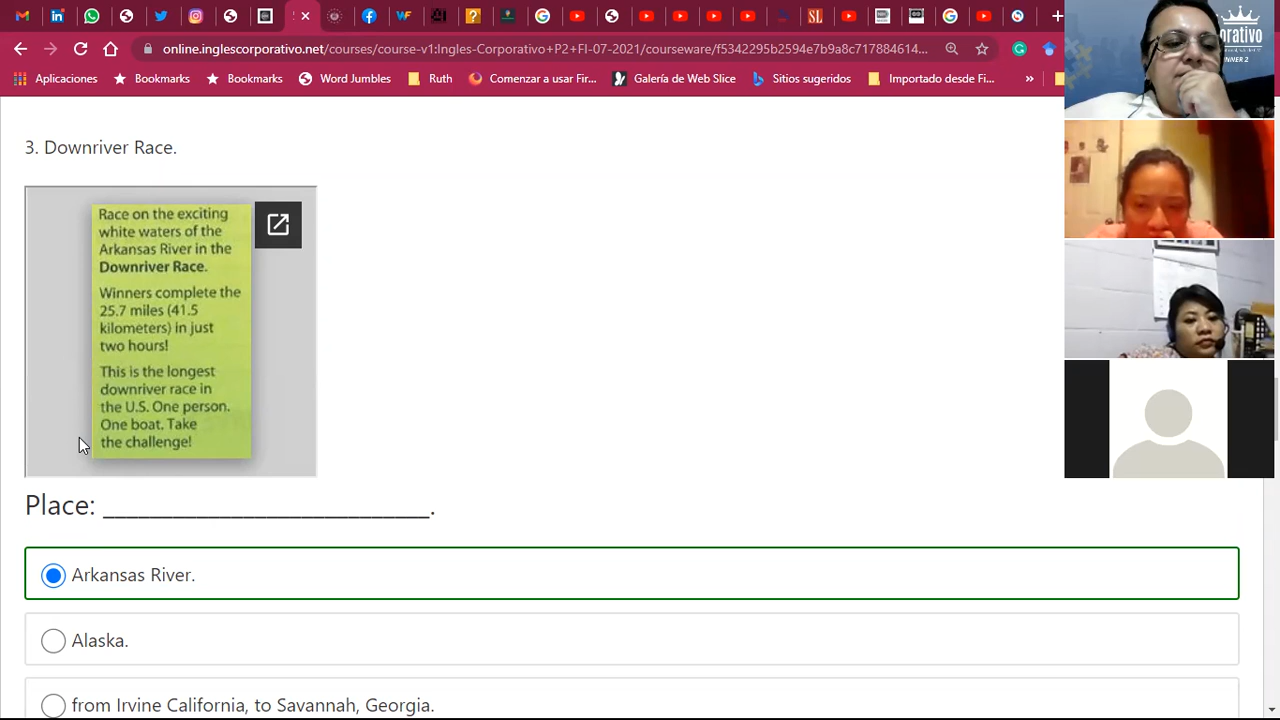 online.inglescorporativo.net/courses/course-v1:Ingles-Corporativo+P2+FI-07-2021/courseware/f5342295b2594e7b9a8c717884614...
Aplicaciones
Bookmarks
Bookmarks
Word Jumbles
Ruth
Comenzar a usar Fir...
Galería de Web Slice
Sitios sugeridos
Importado desde Fi...
»
orativo
INNER 2
3. Downriver Race.
Race on the exciting
white waters of the
Arkansas River in the
Downriver Race.
Winners complete the
25.7 miles (41.5
kilometers) in just
two hours!
This is the longest
downriver race in
the U.S. One person.
One boat. Take
the challenge!
Place: ____________________________.
Arkansas River.
Alaska.
from Irvine California, to Savannah, Georgia.